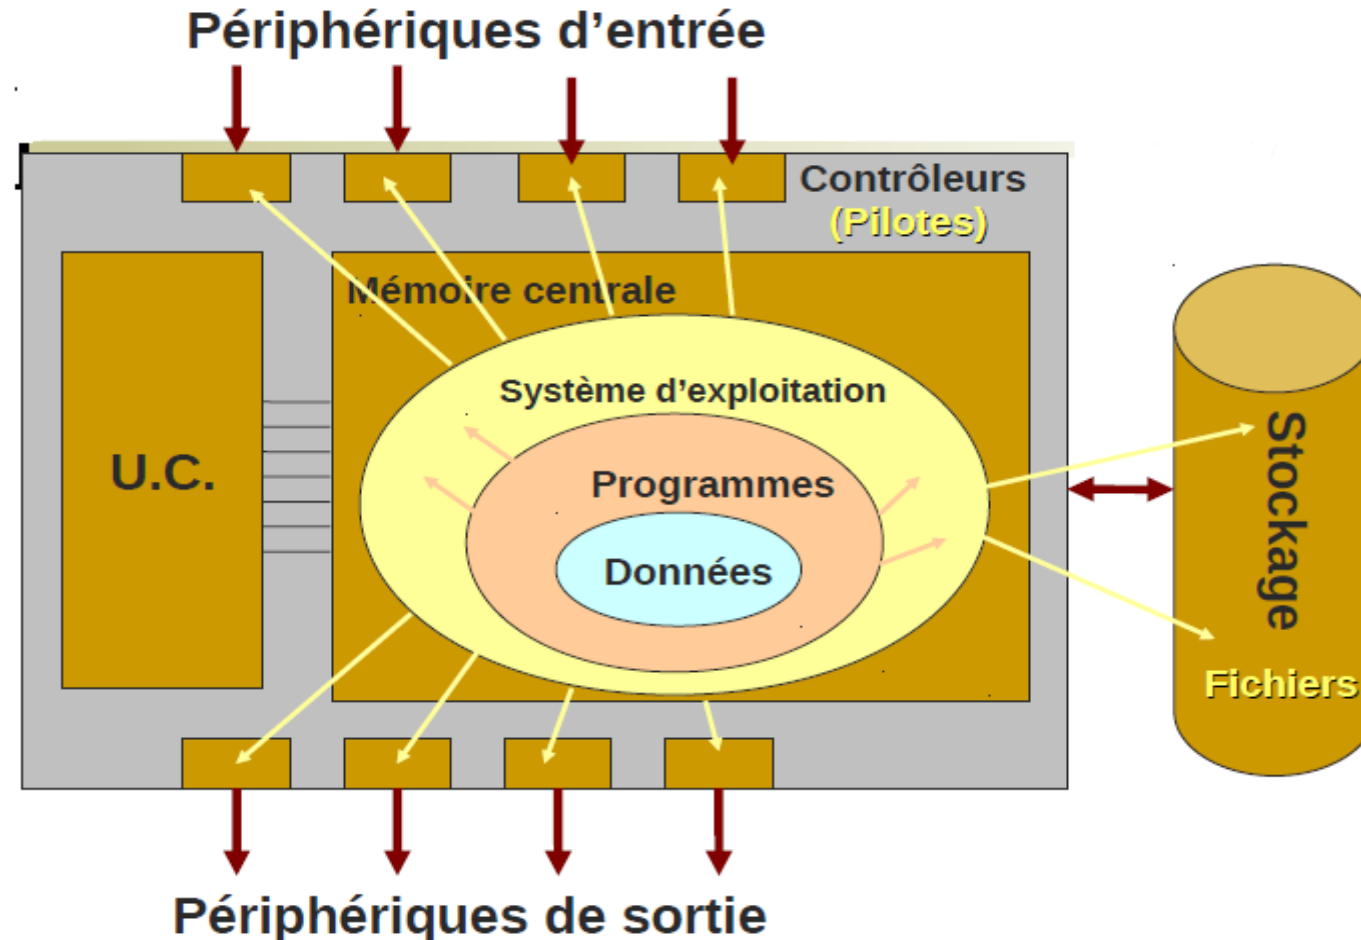 Périphériques d’entrée
Contrôleurs
(Pilotes)
Mémoire centrale
Système d’exploitation
U.C.
Programmes
Données
Stockage
Fichiers
Périphériques de sortie